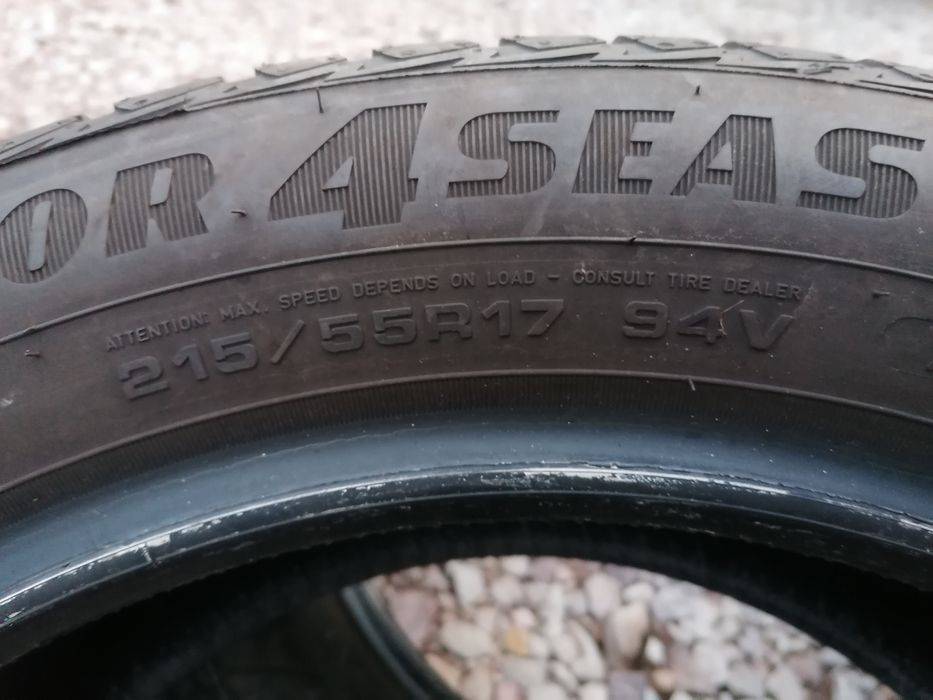 OR 4SEAS
ATTENTION: MAX. SPEED DEPENDS ON LOAD - CONSULT TIRE DEALER
215/55R17 94V